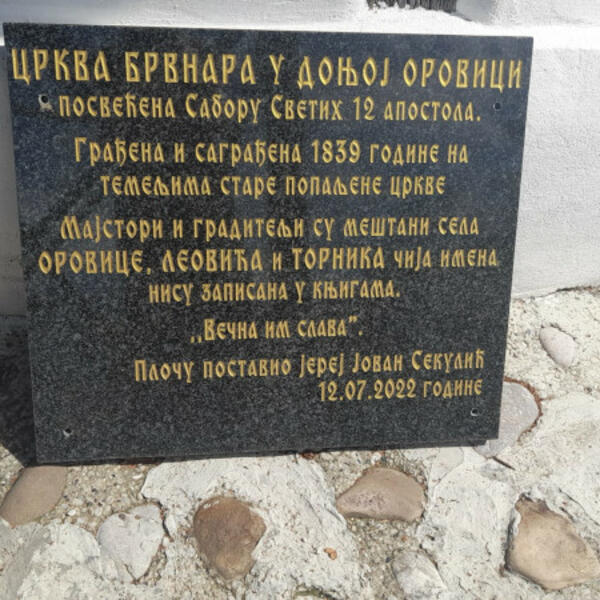 ЦРКВА БРВНАРА У ДОЊОЈ ОРОВИЦИ
ПОСВЕЋЕНА САБОРУ СВЕТИХ 12 АПОСТОЛА.
ГРАЂЕНА И САГРАЂЕНА 1839 ГОДИНЕ НА
ТЕМЕЉИМА СТАРЕ ПОПАЉЕНЕ ЦРКВЕ
МАЈСТОРИ И ГРАДИТЕЉИ СУ МЕШТАНИ СЕЛА
ОРОВИЦЕ, ЛЕОВИЋА И ТОРНИКА ЧИЈА ИМЕНА
НИСУ ЗАПИСАНА У КЊИГАМА.
,,ВЕЧНА ИМ СЛАВА".
ПЛОЧУ ПОСТАВИО ЈЕРЕЈ ЈОВАН СЕКУЛИЋ
12.07.2022 ГОДИНЕ